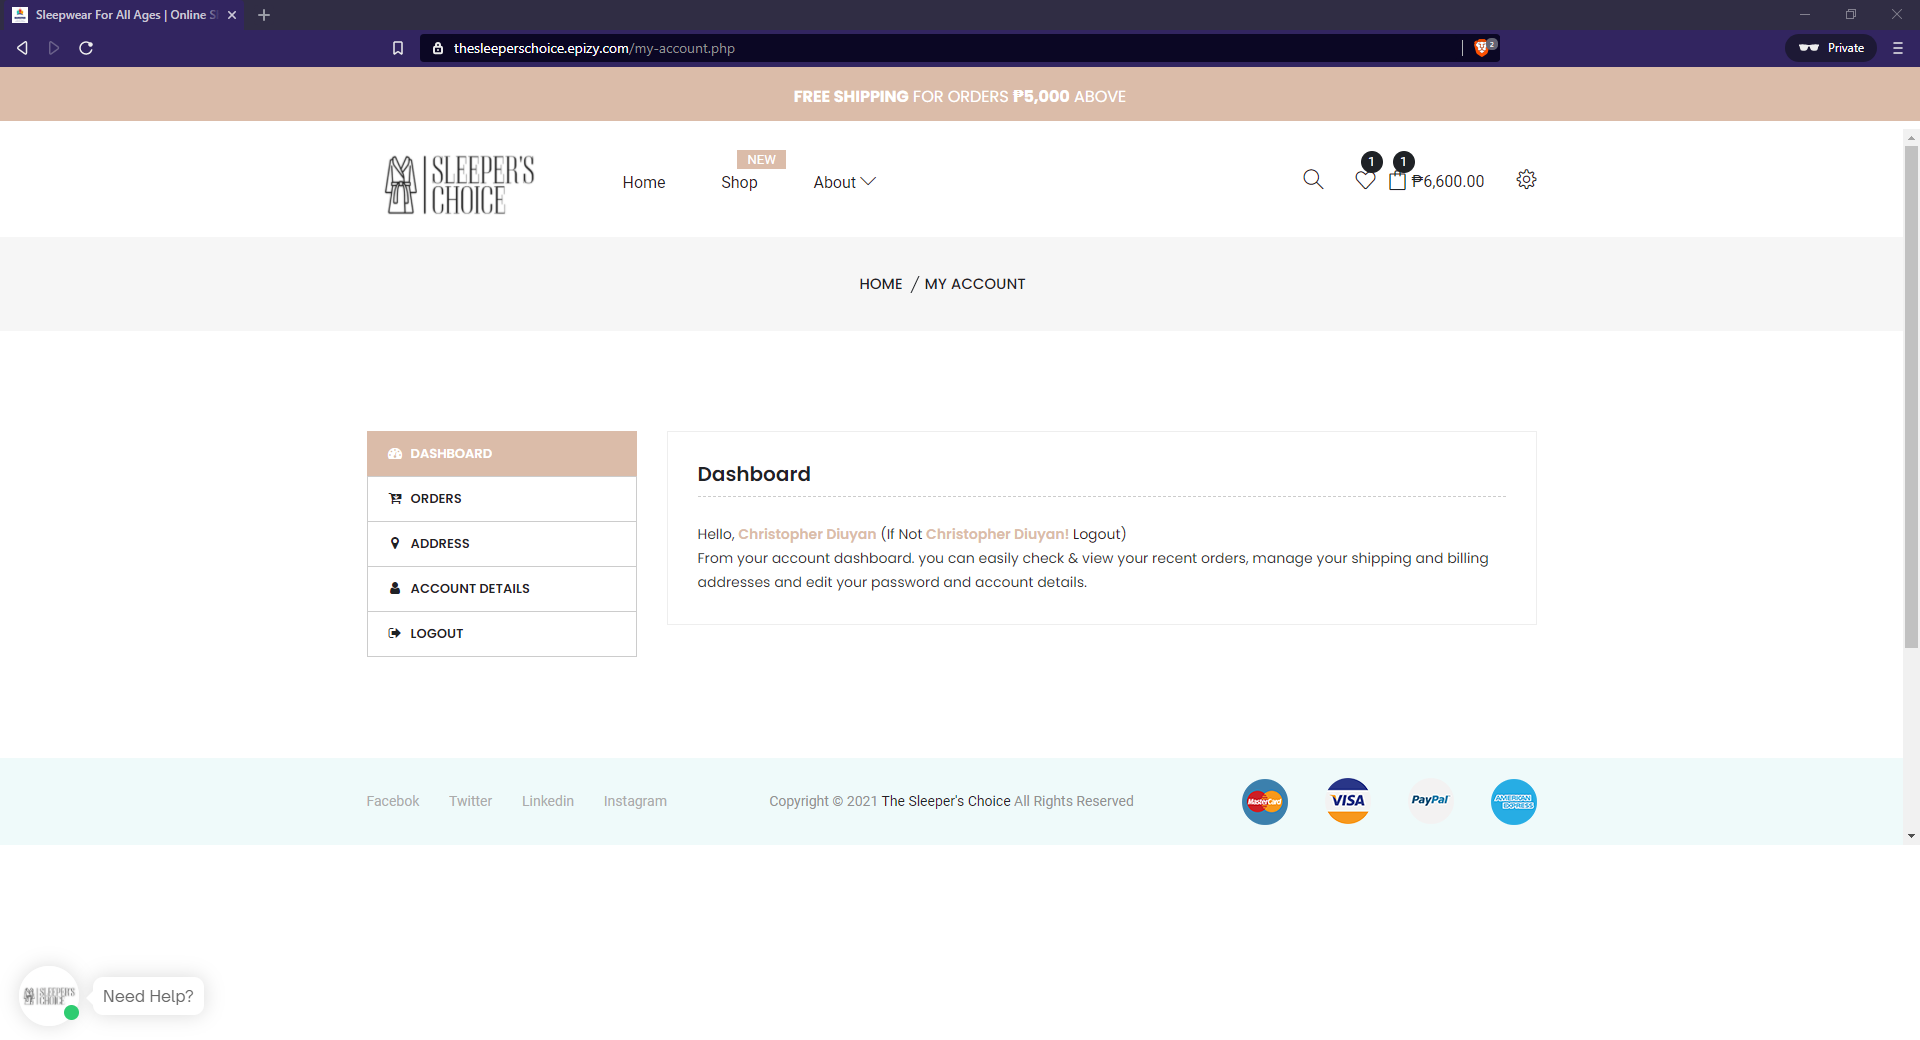 Sleepwear For All Ages | Online S
thesleeperschoice.epizy.com/my-account.php
2
Private
FREE SHIPPING FOR ORDERS ₱5,000 ABOVE
SLEEPER'S
CHOICE
Home
NEW
Shop
About
1
1
₱6,600.00
HOME / MY ACCOUNT
DASHBOARD
ORDERS
ADDRESS
ACCOUNT DETAILS
LOGOUT
Dashboard
Hello, Christopher Diuyan (If Not Christopher Diuyan! Logout)
From your account dashboard. you can easily check & view your recent orders, manage your shipping and billing
addresses and edit your password and account details.
Facebok
Twitter
Linkedin
Instagram
Copyright © 2021 The Sleeper's Choice All Rights Reserved
MasterCard
VISA
PayPal
AMERICAN
EXPRESS
SLEEPER'S
CHOICE
Need Help?